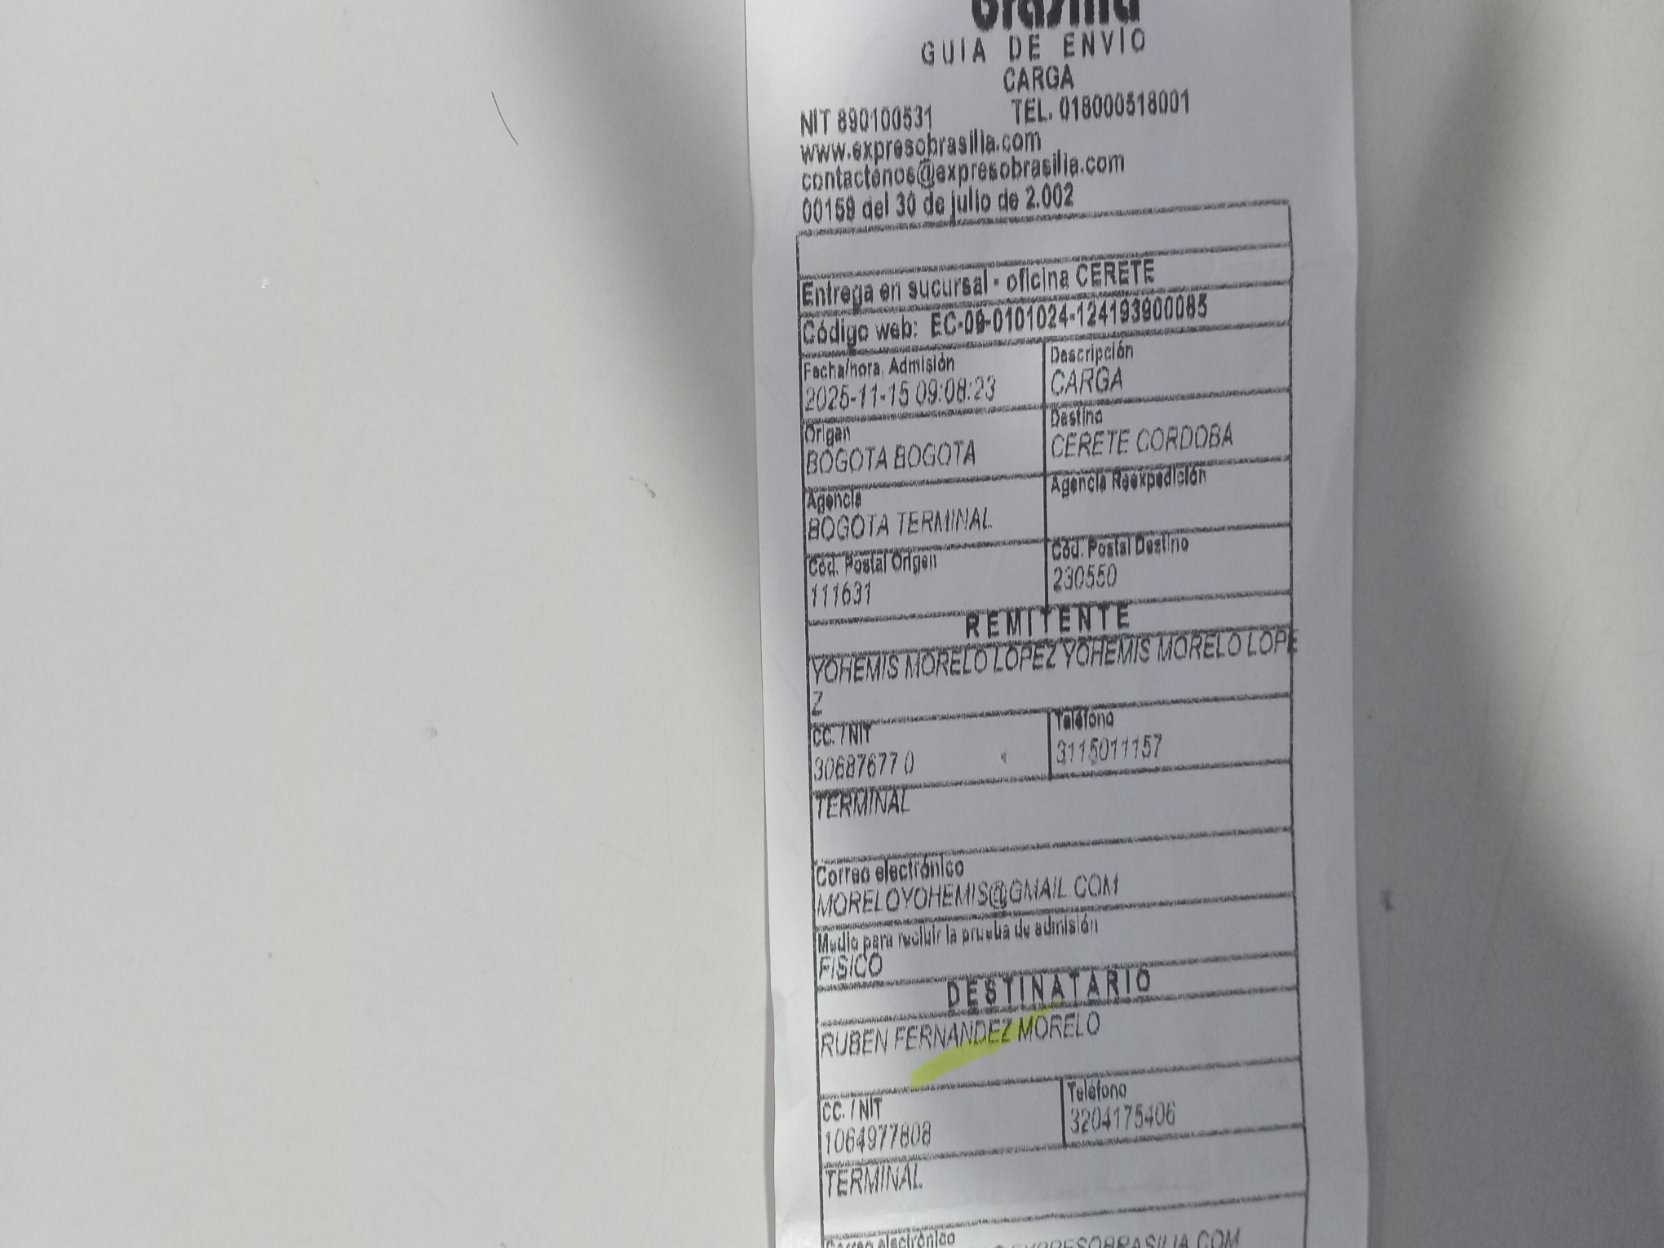 brasilia
GUIA DE ENVIO
CARGA
NIT 890100531 TEL. 018000518001
www.expresobrasilia.com
contactenos@expresobrasilia.com
00159 del 30 de julio de 2.002
Entrega en sucursal - oficina CERETE
Código web: EC-09-0101024-124193900085
Fecha/hora Admisión
2025-11-15 09:08:23
Descripción
CARGA
Origen
BOGOTA BOGOTA
Destino
CERETE CORDOBA
Agencia
BOGOTA TERMINAL
Agencia Reexpedición
Cód. Postal Origen
111631
Cód. Postal Destino
230550
REMITENTE
YOHEMIS MORELO LOPEZ YOHEMIS MORELO LOPE
Z
CC. / NIT
30687677 0
Teléfono
3115011157
TERMINAL
Correo electrónico
MORELOYOHEMIS@GMAIL.COM
Medio para recibir la prueba de admisión
FISICO
DESTINATARIO
RUBEN FERNANDEZ MORELO
CC. / NIT
1064977808
Teléfono
3204175406
TERMINAL
Correo electrónico
EXPRESOBRASILIA.COM